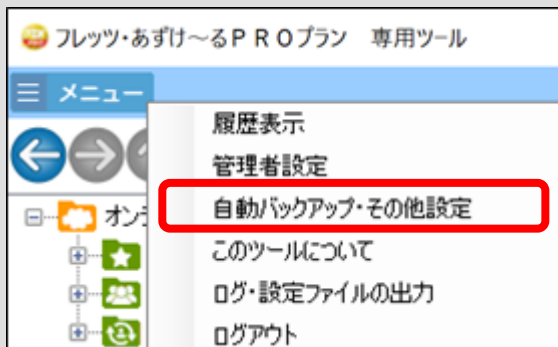 フレッツ・あずけ～るＰＲＯプラン　専用ツール
メニュー
履歴表示
管理者設定
自動バックアップ・その他設定
このツールについて
ログ・設定ファイルの出力
ログアウト
オンラ